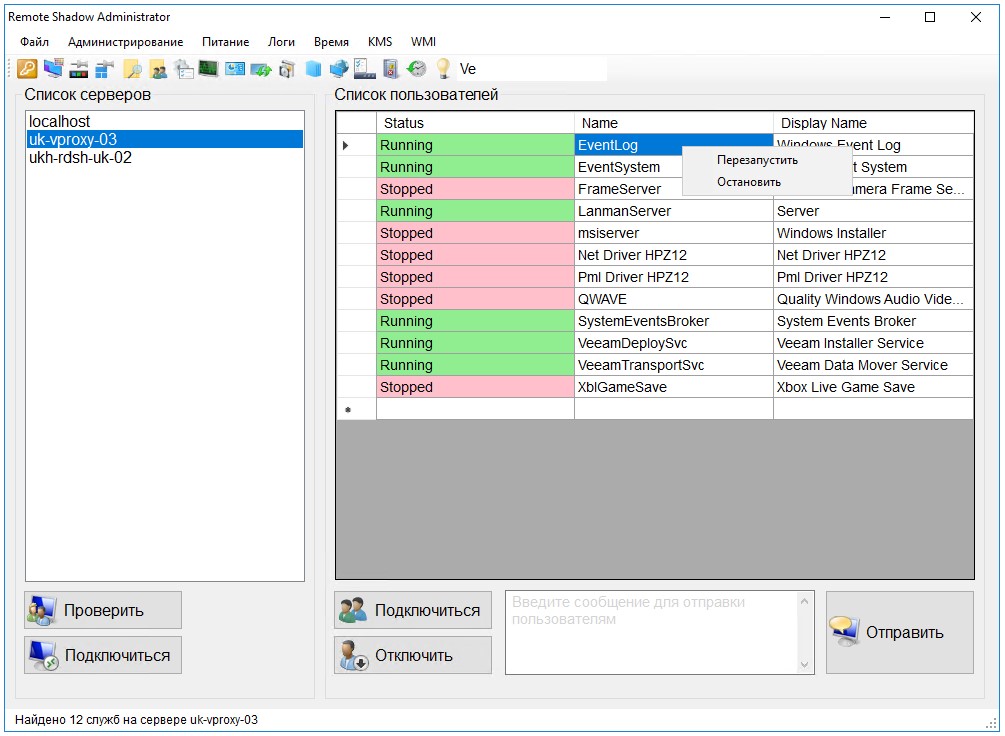 Remote Shadow Administrator
Файл Администрирование Питание Логи Время KMS WMI
Ve
Список серверов
localhost
uk-vproxy-03
ukh-rdsh-uk-02
Проверить
Подключиться
Список пользователей
Status Name Display Name
Running EventLog Windows Event Log
Running EventSystem t System
Stopped FrameServer amera Frame Se...
Running LanmanServer Server
Stopped msiserver Windows Installer
Stopped Net Driver HPZ12 Net Driver HPZ12
Stopped Pml Driver HPZ12 Pml Driver HPZ12
Stopped QWAVE Quality Windows Audio Vide...
Running SystemEventsBroker System Events Broker
Running VeeamDeploySvc Veeam Installer Service
Running VeeamTransportSvc Veeam Data Mover Service
Stopped XblGameSave Xbox Live Game Save
Перезапустить
Остановить
Подключиться
Отключить
Введите сообщение для отправки
пользователям
Отправить
Найдено 12 служб на сервере uk-vproxy-03